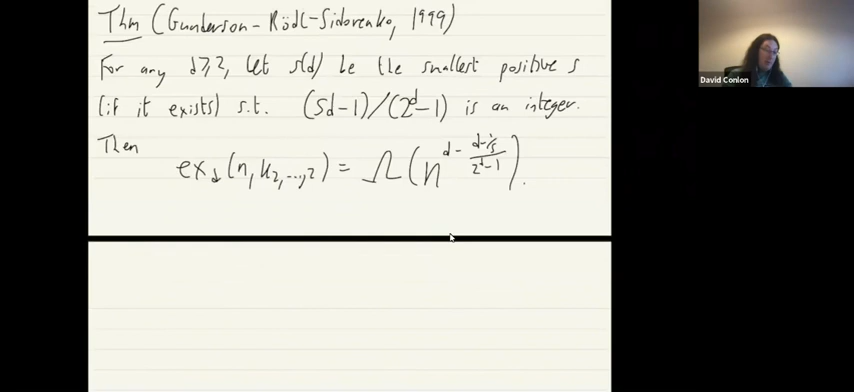 Thm (Gunderson-Rödl-Sidorenko, 1999)
For any d≥2, let s(d) be the smallest positive s
(if it exists) s.t. (sd-1)/(2^d-1) is an integer.
Then
ex_d(n, K_{2,...,2}) = Ω(n^{d - \frac{d-1/s}{2^d-1}}).
David Conlon